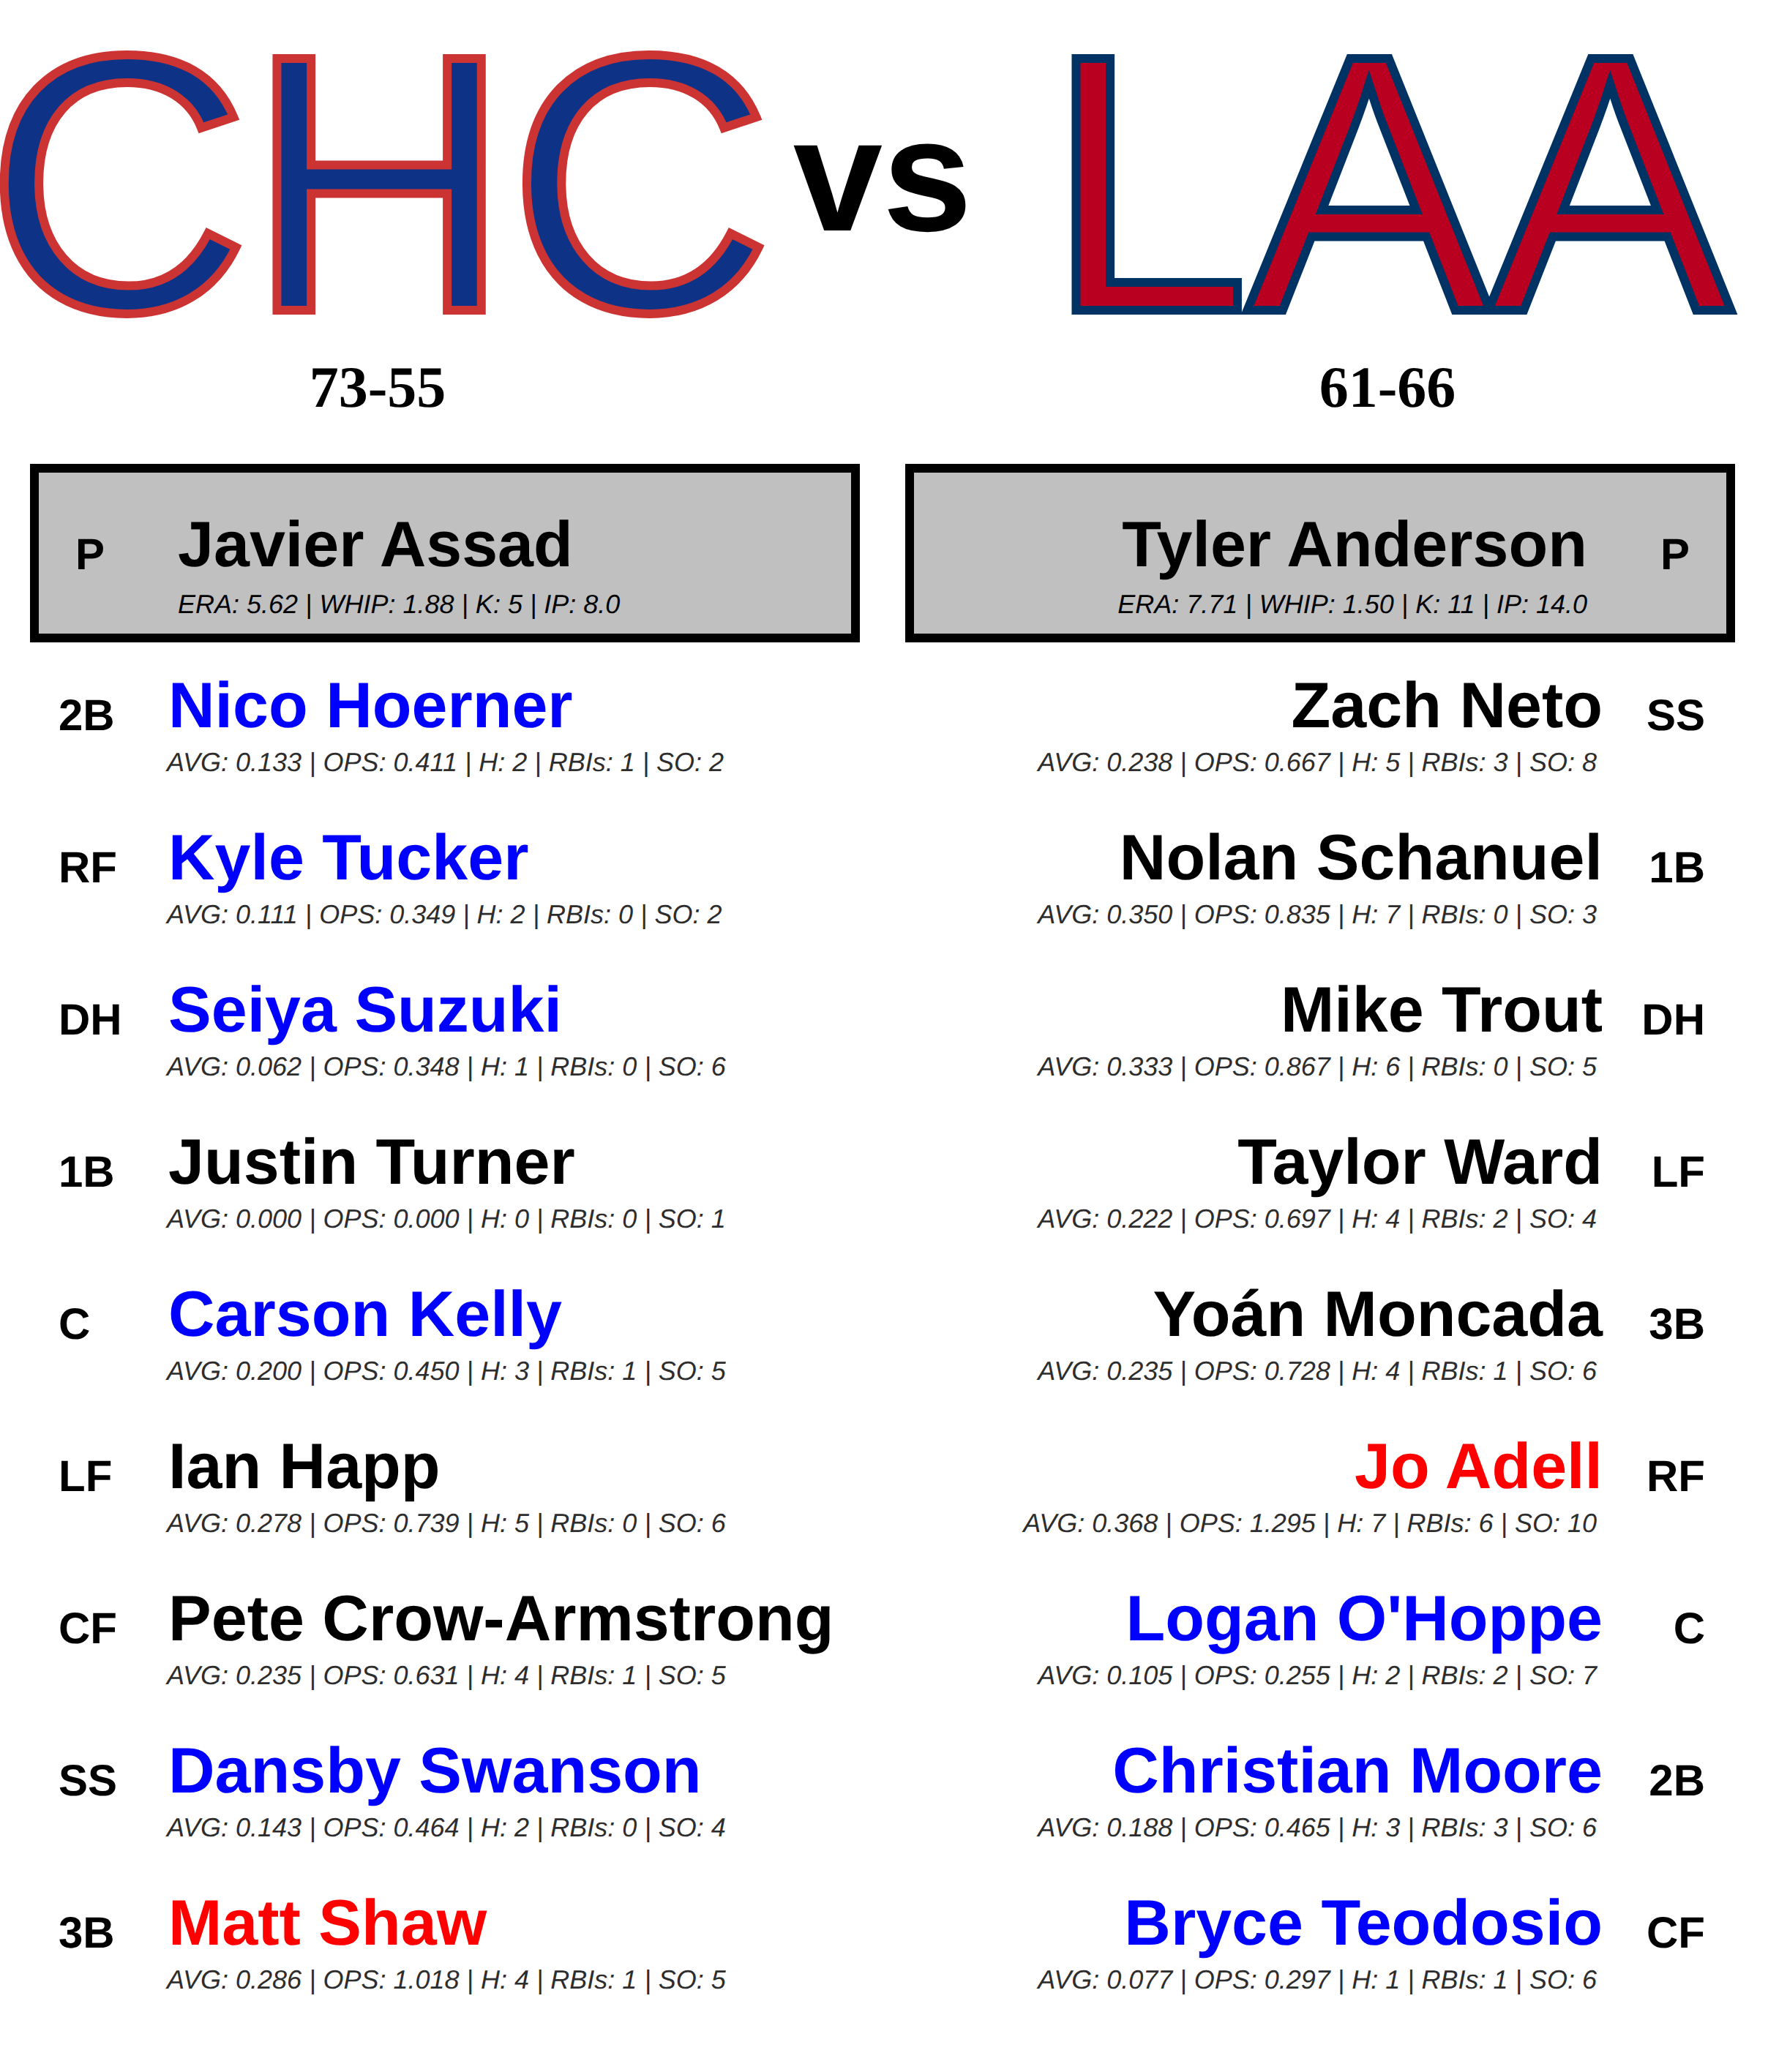 CHC vs LAA
73-55
61-66
P Javier Assad
ERA: 5.62 | WHIP: 1.88 | K: 5 | IP: 8.0
Tyler Anderson P
ERA: 7.71 | WHIP: 1.50 | K: 11 | IP: 14.0
2B Nico Hoerner
AVG: 0.133 | OPS: 0.411 | H: 2 | RBIs: 1 | SO: 2
RF Kyle Tucker
AVG: 0.111 | OPS: 0.349 | H: 2 | RBIs: 0 | SO: 2
DH Seiya Suzuki
AVG: 0.062 | OPS: 0.348 | H: 1 | RBIs: 0 | SO: 6
1B Justin Turner
AVG: 0.000 | OPS: 0.000 | H: 0 | RBIs: 0 | SO: 1
C Carson Kelly
AVG: 0.200 | OPS: 0.450 | H: 3 | RBIs: 1 | SO: 5
LF Ian Happ
AVG: 0.278 | OPS: 0.739 | H: 5 | RBIs: 0 | SO: 6
CF Pete Crow-Armstrong
AVG: 0.235 | OPS: 0.631 | H: 4 | RBIs: 1 | SO: 5
SS Dansby Swanson
AVG: 0.143 | OPS: 0.464 | H: 2 | RBIs: 0 | SO: 4
3B Matt Shaw
AVG: 0.286 | OPS: 1.018 | H: 4 | RBIs: 1 | SO: 5
Zach Neto SS
AVG: 0.238 | OPS: 0.667 | H: 5 | RBIs: 3 | SO: 8
Nolan Schanuel 1B
AVG: 0.350 | OPS: 0.835 | H: 7 | RBIs: 0 | SO: 3
Mike Trout DH
AVG: 0.333 | OPS: 0.867 | H: 6 | RBIs: 0 | SO: 5
Taylor Ward LF
AVG: 0.222 | OPS: 0.697 | H: 4 | RBIs: 2 | SO: 4
Yoán Moncada 3B
AVG: 0.235 | OPS: 0.728 | H: 4 | RBIs: 1 | SO: 6
Jo Adell RF
AVG: 0.368 | OPS: 1.295 | H: 7 | RBIs: 6 | SO: 10
Logan O'Hoppe C
AVG: 0.105 | OPS: 0.255 | H: 2 | RBIs: 2 | SO: 7
Christian Moore 2B
AVG: 0.188 | OPS: 0.465 | H: 3 | RBIs: 3 | SO: 6
Bryce Teodosio CF
AVG: 0.077 | OPS: 0.297 | H: 1 | RBIs: 1 | SO: 6